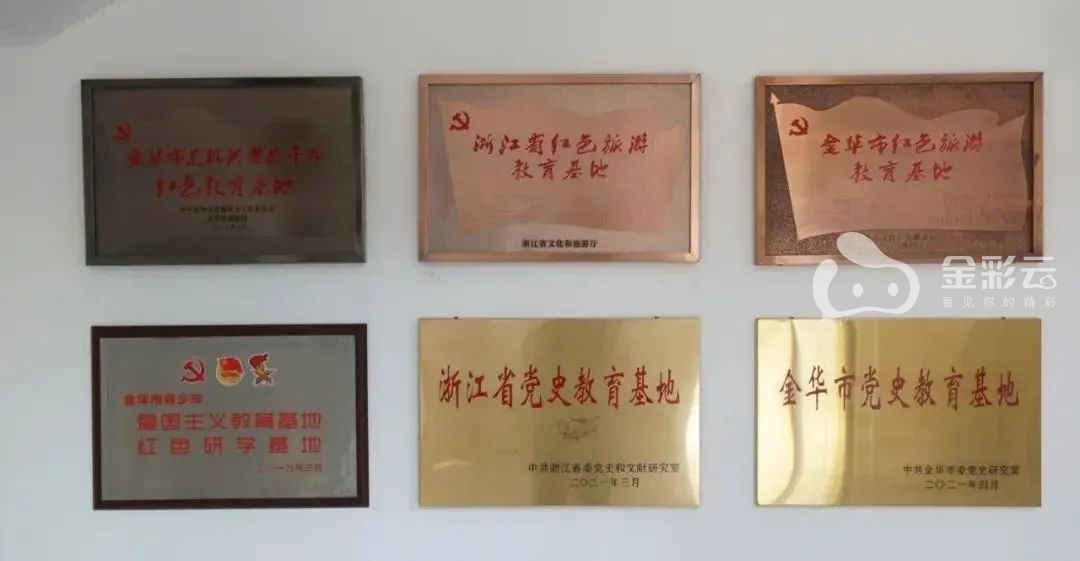 金华市直机关党员干部
红色教育基地
浙江省红色旅游
教育基地
浙江省文化和旅游厅
金华市红色旅游
教育基地
金彩云
看见你的精彩
金华市青少年
爱国主义教育基地
红色研学基地
二〇一九年三月
浙江省党史教育基地
中共浙江省委党史和文献研究室
二〇二一年三月
金华市党史教育基地
中共金华市委党史研究室
二〇二一年四月